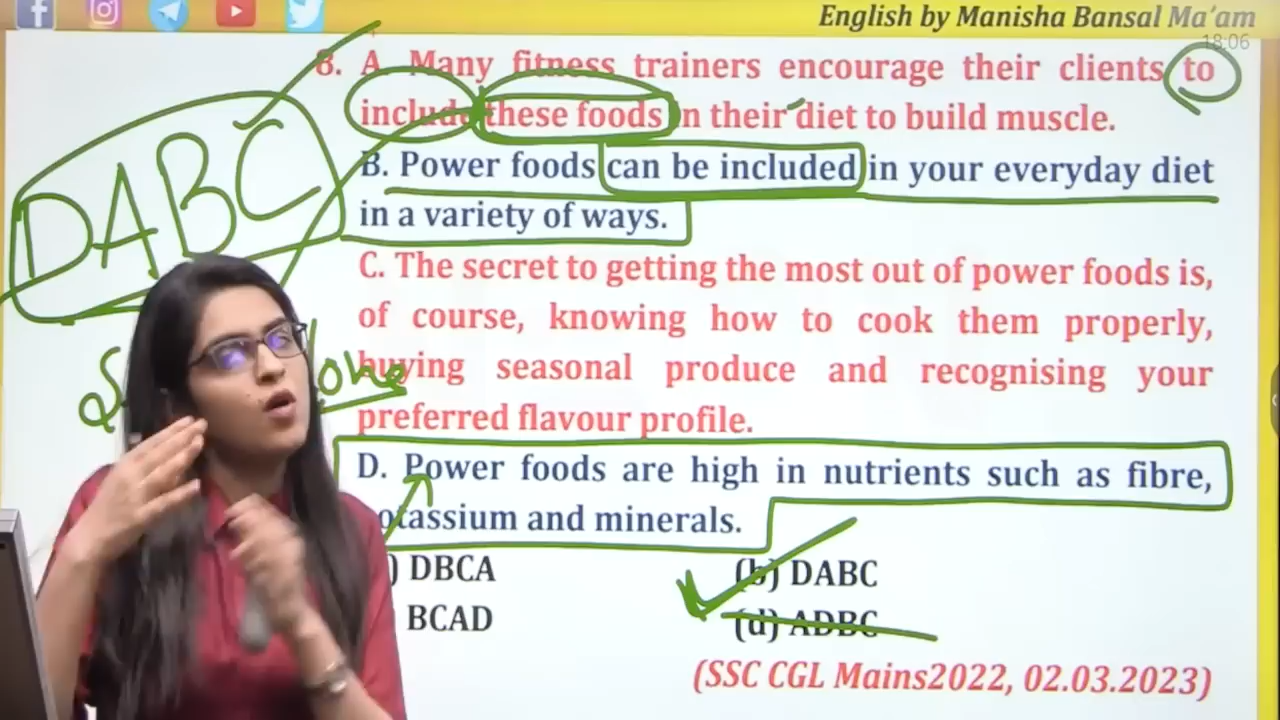 English by Manisha Bansal Ma'am
18:06
8. A. Many fitness trainers encourage their clients to
include these foods in their diet to build muscle.
B. Power foods can be included in your everyday diet
in a variety of ways.
C. The secret to getting the most out of power foods is,
of course, knowing how to cook them properly,
buying seasonal produce and recognising your
preferred flavour profile.
D. Power foods are high in nutrients such as fibre,
otassium and minerals.
) DBCA (b) DABC
BCAD (d) ADBC
(SSC CGL Mains2022, 02.03.2023)
DABC